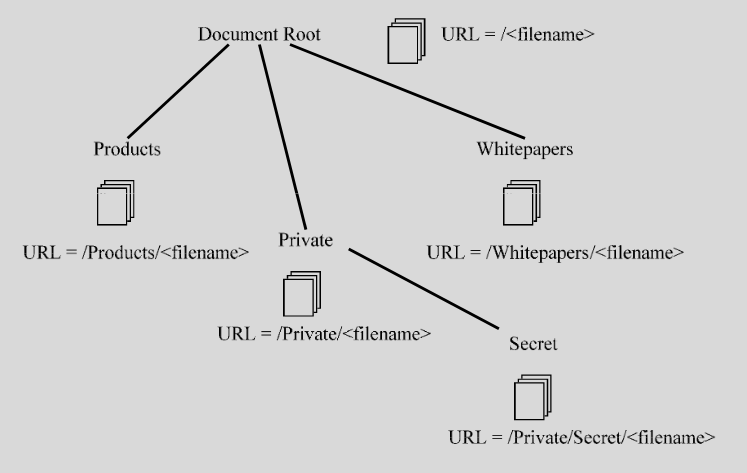 Document Root
URL = /<filename>
Products
Whitepapers
URL = /Products/<filename>
Private
URL = /Whitepapers/<filename>
URL = /Private/<filename>
Secret
URL = /Private/Secret/<filename>